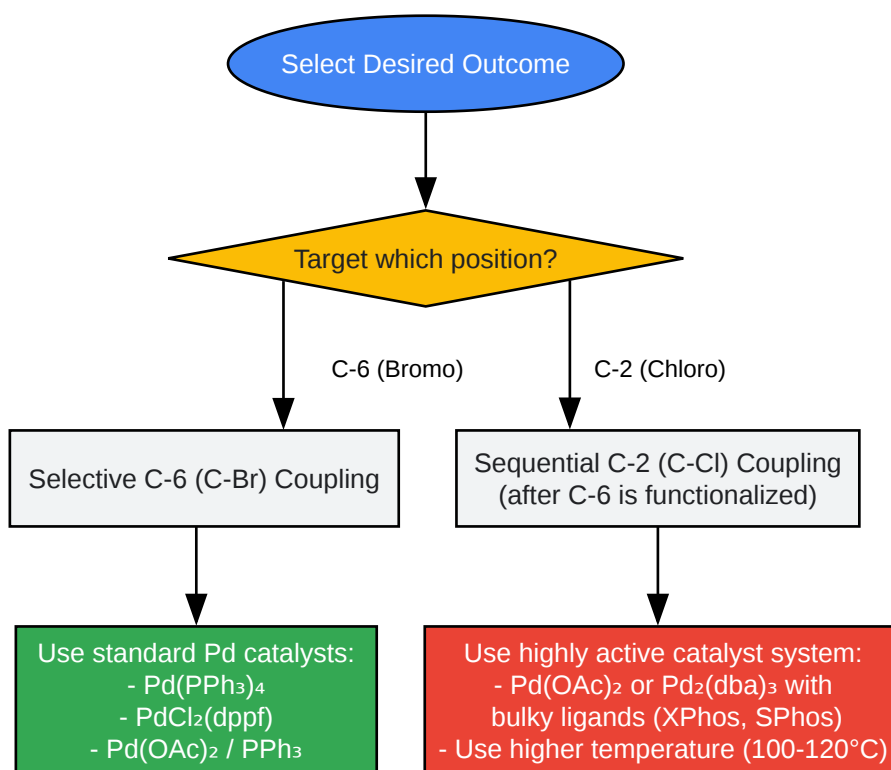 Select Desired Outcome
Target which position?
C-6 (Bromo)
C-2 (Chloro)
Selective C-6 (C-Br) Coupling
Sequential C-2 (C-Cl) Coupling
(after C-6 is functionalized)
Use standard Pd catalysts:
- Pd(PPh₃)₄
- PdCl₂(dppf)
- Pd(OAc)₂ / PPh₃
Use highly active catalyst system:
- Pd(OAc)₂ or Pd₂(dba)₃ with
bulky ligands (XPhos, SPhos)
- Use higher temperature (100-120°C)